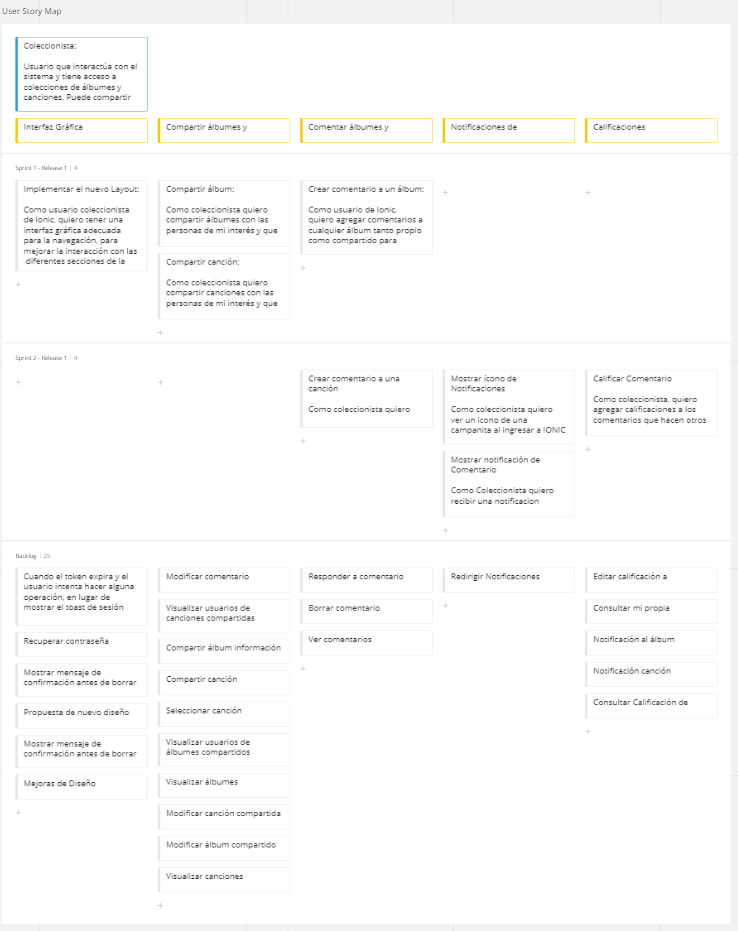 User Story Map
Coleccionista:
Usuario que interactúa con el
sistema y tiene acceso a
colecciones de álbumes y
canciones. Puede compartir
Interfaz Gráfica
Compartir álbumes y
Comentar álbumes y
Notificaciones de
Calificaciones
Sprint 1 - Release 1 | 4
Implementar el nuevo Layout:
Como usuario coleccionista
de Ionic, quiero tener una
interfaz gráfica adecuada
para la navegación, para
mejorar la interacción con las
diferentes secciones de la
+
Compartir álbum:
Como coleccionista quiero
compartir álbumes con las
personas de mi interés y que
Compartir canción:
Como coleccionista quiero
compartir canciones con las
personas de mi interés y que
+
Crear comentario a un álbum:
Como usuario de Ionic,
quiero agregar comentarios a
cualquier álbum tanto propio
como compartido para
+
+
+
Sprint 2 - Release 1 | 4
+
+
Crear comentario a una
canción
Como coleccionista quiero
+
Mostrar ícono de
Notificaciones
Como coleccionista quiero
ver un icono de una
campanita al ingresar a IONIC
Mostrar notificación de
Comentario
Como Coleccionista quiero
recibir una notificacion
+
Calificar Comentario
Como coleccionista, quiero
agregar calificaciones a los
comentarios que hacen otros
+
Backlog | 25
Cuando el token expira y el
usuario intenta hacer alguna
operación, en lugar de
mostrar el toast de sesión
Recuperar contraseña
Mostrar mensaje de
confirmación antes de borrar
Propuesta de nuevo diseño
Mostrar mensaje de
confirmación antes de borrar
Mejoras de Diseño
+
Modificar comentario
Visualizar usuarios de
canciones compartidas
Compartir álbum información
Compartir canción
Seleccionar canción
Visualizar usuarios de
álbumes compartidos
Visualizar álbumes
Modificar canción compartida
Modificar álbum compartido
Visualizar canciones
+
Responder a comentario
Borrar comentario
Ver comentarios
+
Redirigir Notificaciones
+
Editar calificación a
Consultar mi propia
Notificación al álbum
Notificación canción
Consultar Calificación de
+